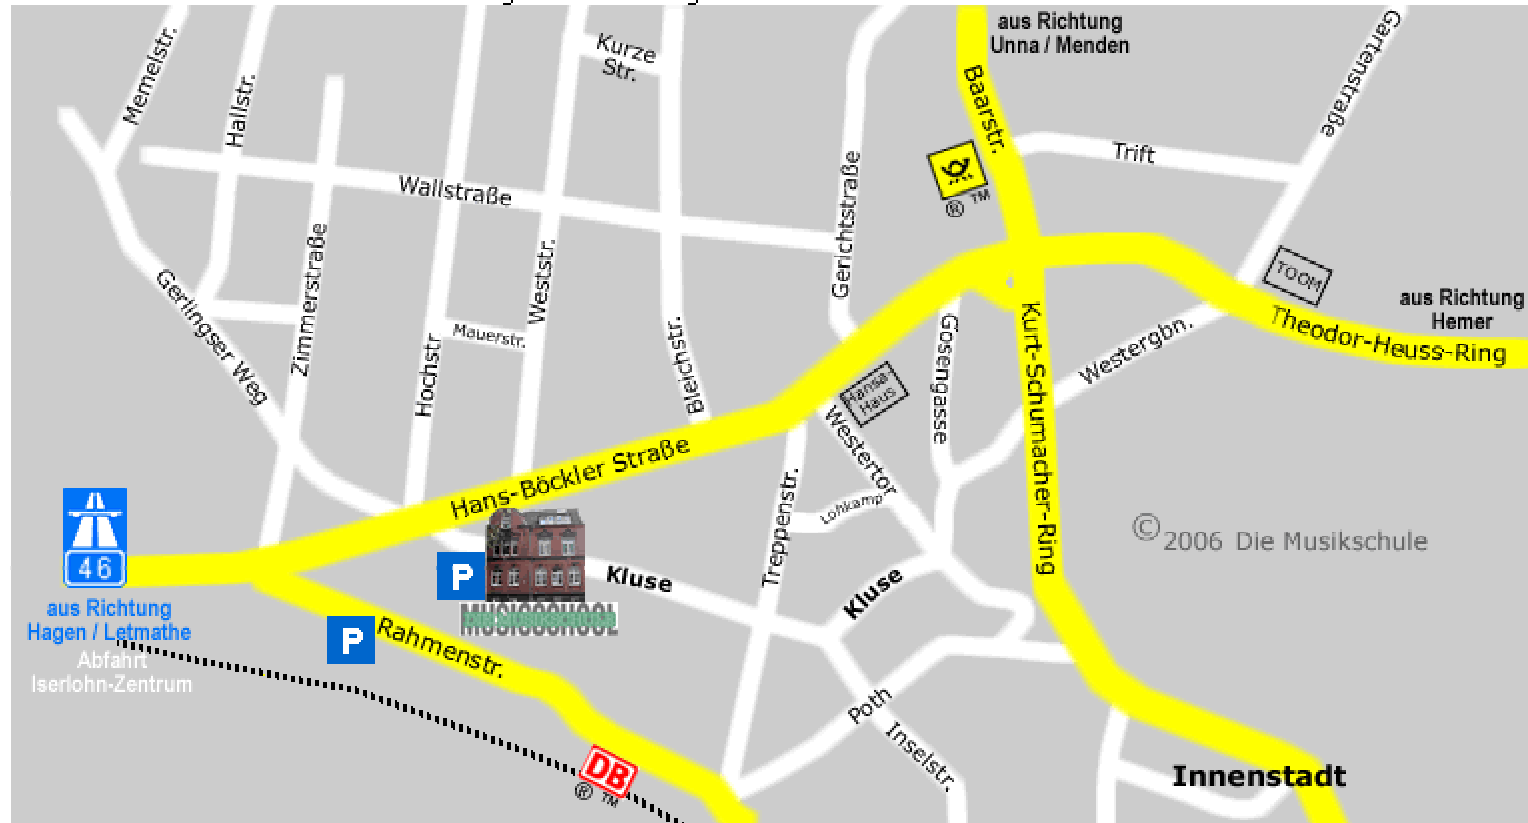 aus Richtung
Unna / Menden
Gartenstraße
Kurze
Str.
Memelstr.
Hallstr.
Baarstr.
Trift
Wallstraße
® ™
Gerichtstraße
Zimmerstraße
Weststr.
Gerlingser Weg
TOOM
aus Richtung
Hemer
Theodor-Heuss-Ring
Mauerstr.
Hochstr.
Bleichstr.
Gosengasse
Westergbn.
Kurt-Schumacher-Ring
Hansa-
Haus
Westertor
Hans-Böckler Straße
Treppenstr.
Lohkamp
46
© 2006 Die Musikschule
P
Kluse
Kluse
aus Richtung
Hagen / Letmathe
Abfahrt
Iserlohn-Zentrum
P
Rahmenstr.
Poth
Inselstr.
DB
® ™
Innenstadt